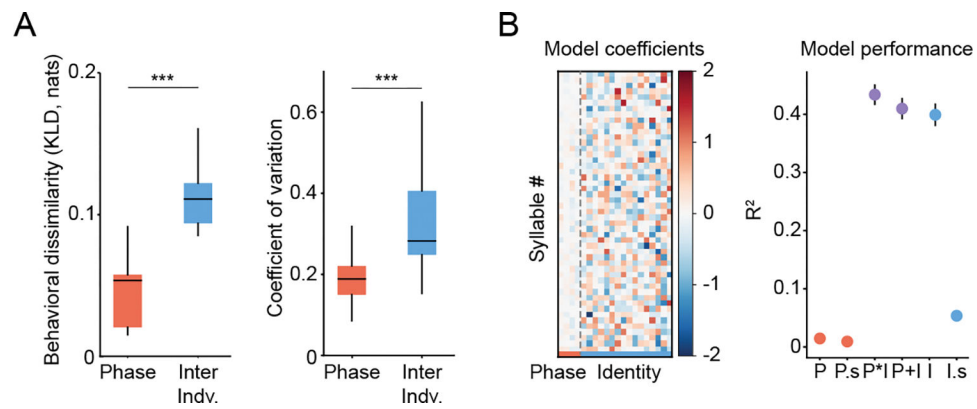 A
Behavioral dissimilarity (KLD, nats)
0.2
0.1
0
***
Phase
Inter
Indv.
Coefficient of variation
0.6
0.4
0.2
0
***
Phase
Inter
Indv.
B
Model coefficients
Syllable #
Phase
Identity
2
1
0
-1
-2
Model performance
R²
0.4
0.3
0.2
0.1
0
P
P.s
P*I
P+I
I
I.s